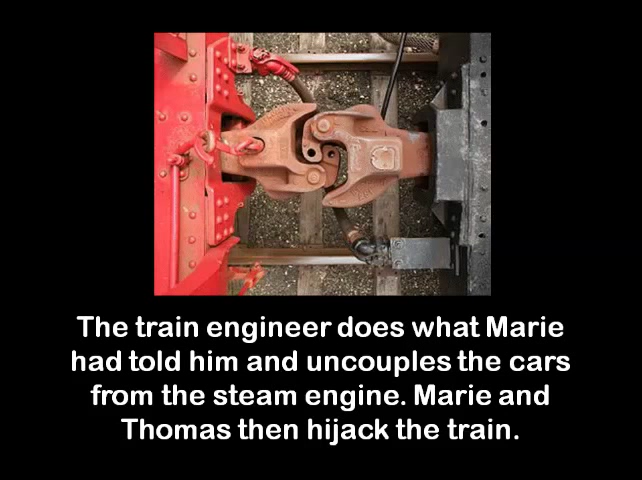 The train engineer does what Marie
had told him and uncouples the cars
from the steam engine. Marie and
Thomas then hijack the train.